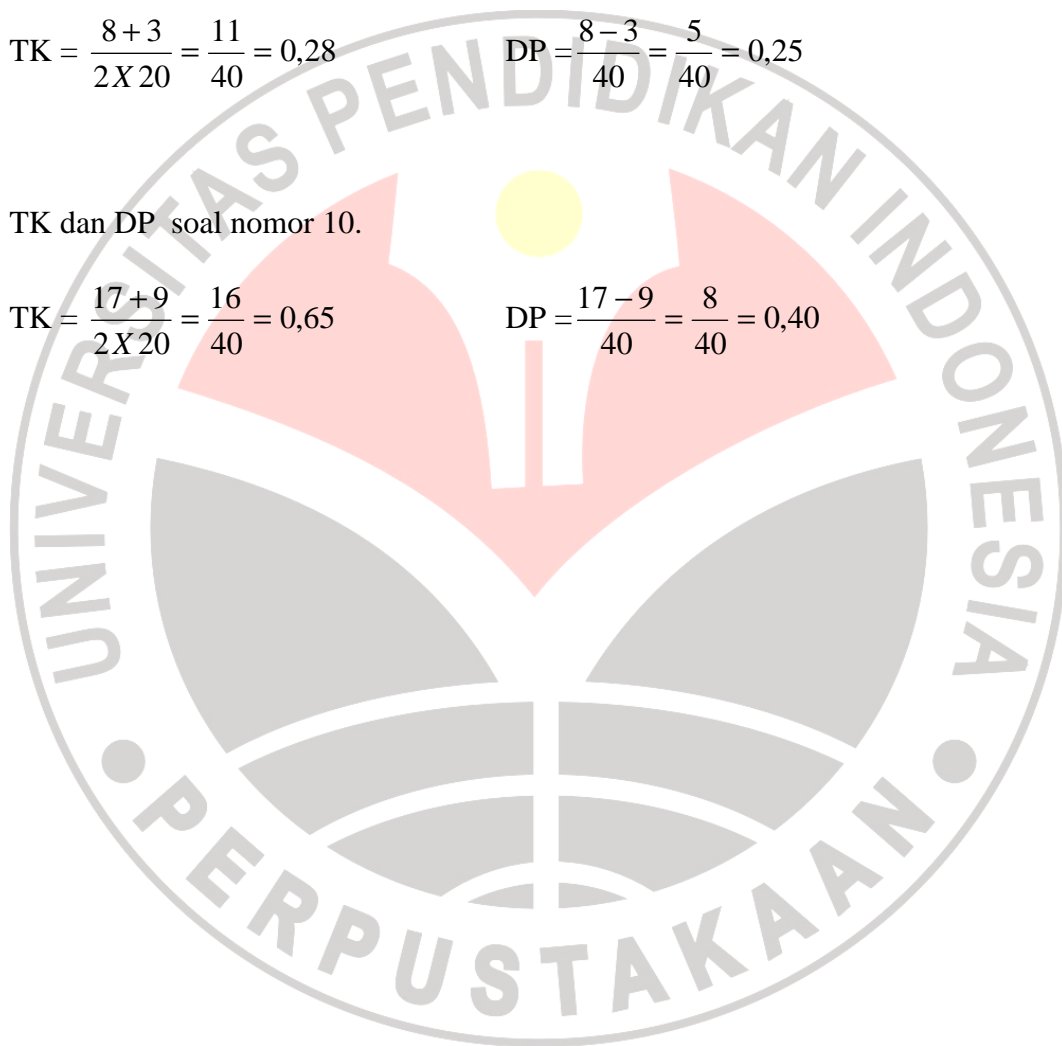 TK = (8 + 3)/(2 X 20) = 11/40 = 0,28 DP = (8 − 3)/40 = 5/40 = 0,25
TK dan DP soal nomor 10.
TK = (17 + 9)/(2 X 20) = 16/40 = 0,65 DP = (17 − 9)/40 = 8/40 = 0,40
UNIVERSITAS PENDIDIKAN INDONESIA
PERPUSTAKAAN